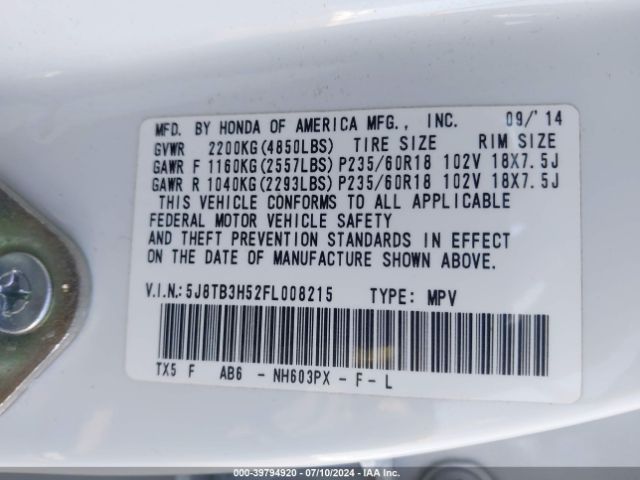 MFD. BY HONDA OF AMERICA MFG., INC. 09/'14
GVWR 2200KG(4850LBS) TIRE SIZE RIM SIZE
GAWR F 1160KG(2557LBS) P235/60R18 102V 18X7.5J
GAWR R 1040KG(2293LBS) P235/60R18 102V 18X7.5J
THIS VEHICLE CONFORMS TO ALL APPLICABLE
FEDERAL MOTOR VEHICLE SAFETY
AND THEFT PREVENTION STANDARDS IN EFFECT
ON THE DATE OF MANUFACTURE SHOWN ABOVE.
V.I.N.: 5J8TB3H52FL008215 TYPE: MPV
TX5 F AB6 - NH603PX - F - L
000-39794920 - 07/10/2024 - IAA Inc.